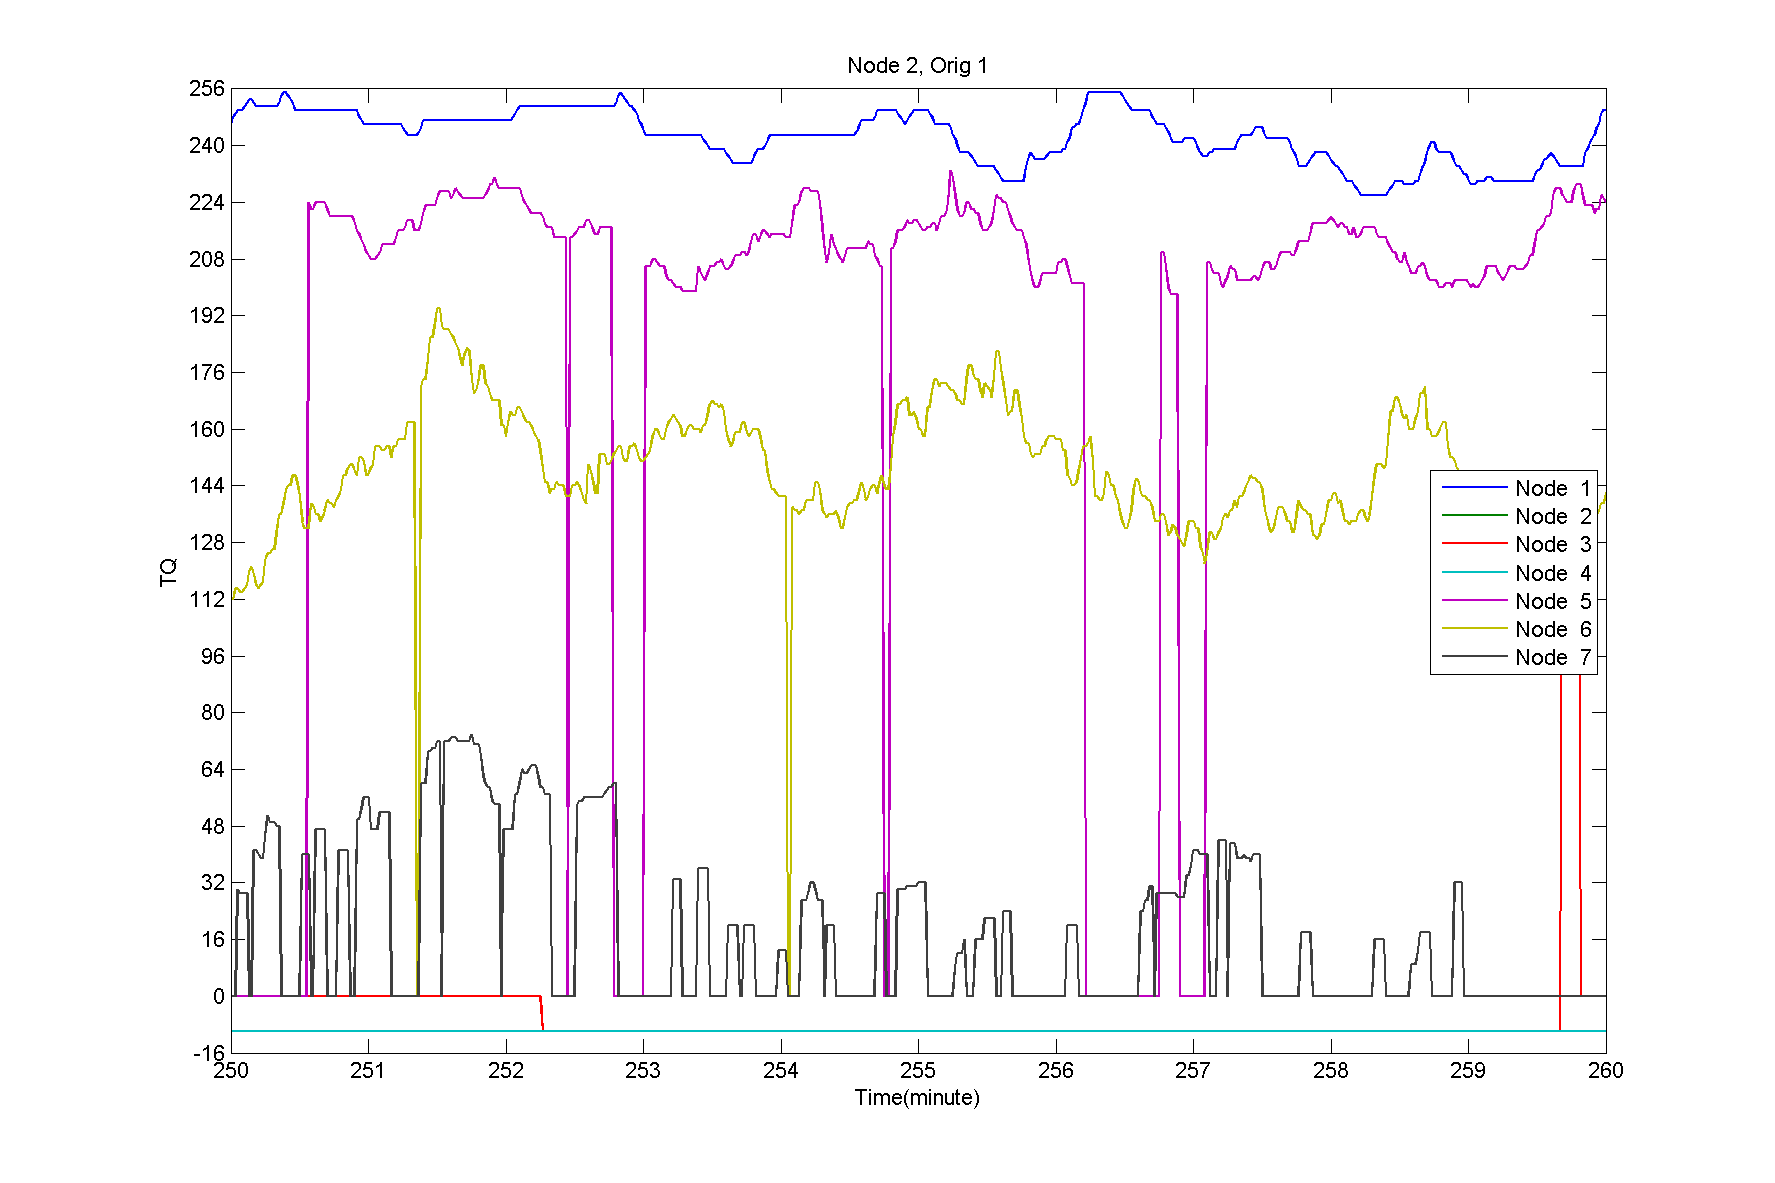 Node 2, Orig 1
256
240
224
208
192
176
160
144
128
112
96
80
64
48
32
16
0
-16
TQ
Node 1
Node 2
Node 3
Node 4
Node 5
Node 6
Node 7
250 251 252 253 254 255 256 257 258 259 260
Time(minute)